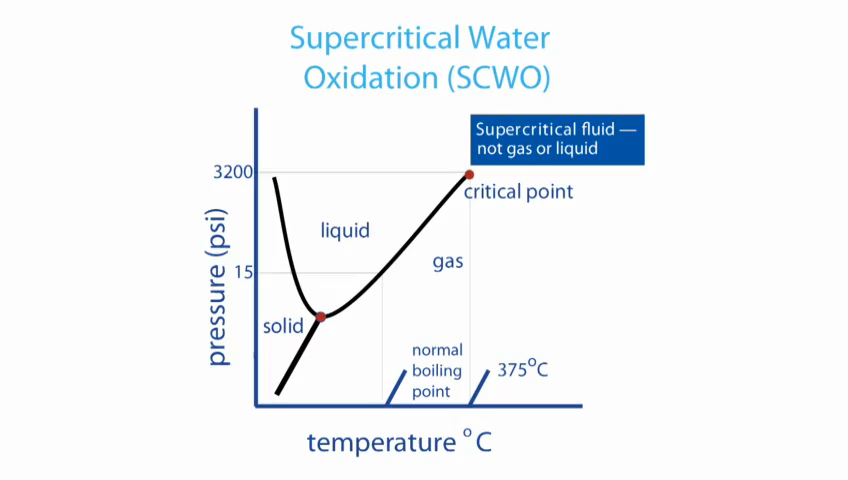 Supercritical Water
Oxidation (SCWO)
Supercritical fluid —
not gas or liquid
3200
critical point
liquid
gas
15
pressure (psi)
solid
normal
boiling
point
375°C
temperature °C